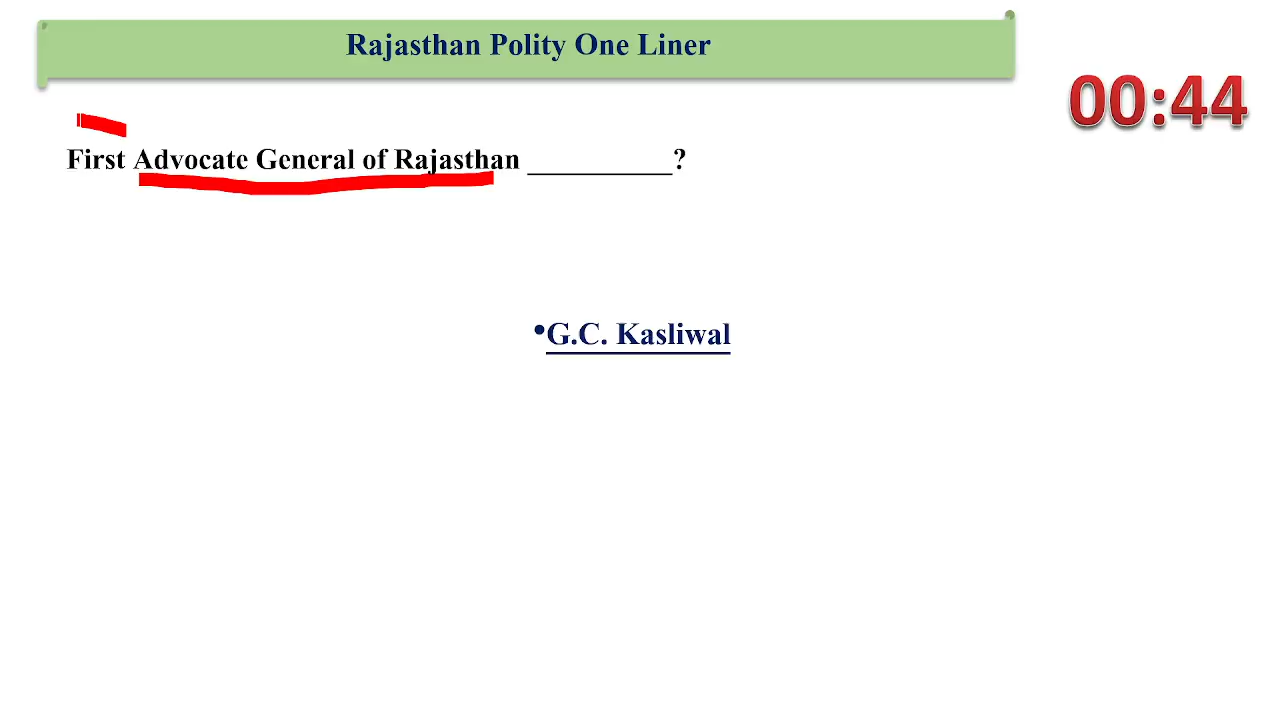 Rajasthan Polity One Liner
00:44
First Advocate General of Rajasthan __________?
•G.C. Kasliwal